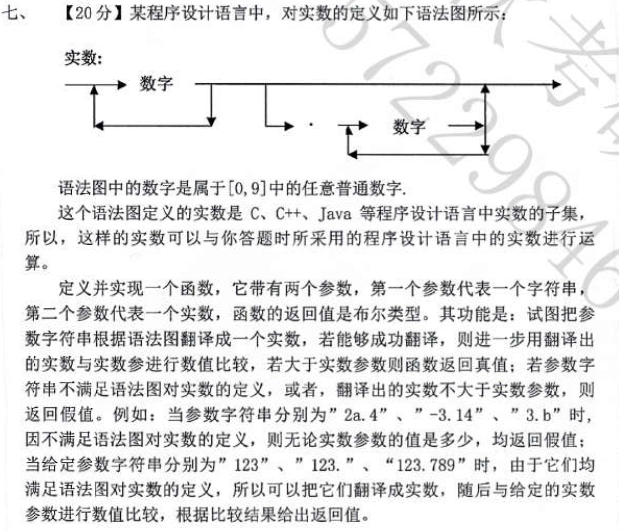 七、 【20 分】某程序设计语言中，对实数的定义如下语法图所示：
实数：
数字
. 数字
语法图中的数字是属于[0,9]中的任意普通数字.
这个语法图定义的实数是 C、C++、Java 等程序设计语言中实数的子集，
所以，这样的实数可以与你答题时所采用的程序设计语言中的实数进行运
算。
定义并实现一个函数，它带有两个参数，第一个参数代表一个字符串，
第二个参数代表一个实数，函数的返回值是布尔类型。其功能是：试图把参
数字符串根据语法图翻译成一个实数，若能够成功翻译，则进一步用翻译出
的实数与实数参进行数值比较，若大于实数参数则函数返回真值；若参数字
符串不满足语法图对实数的定义，或者，翻译出的实数不大于实数参数，则
返回假值。例如：当参数字符串分别为”2a.4”、”-3.14”、”3.b”时，
因不满足语法图对实数的定义，则无论实数参数的值是多少，均返回假值；
当给定参数字符串分别为”123”、”123.”、“123.789”时，由于它们均
满足语法图对实数的定义，所以可以把它们翻译成实数，随后与给定的实数
参数进行数值比较，根据比较结果给出返回值。